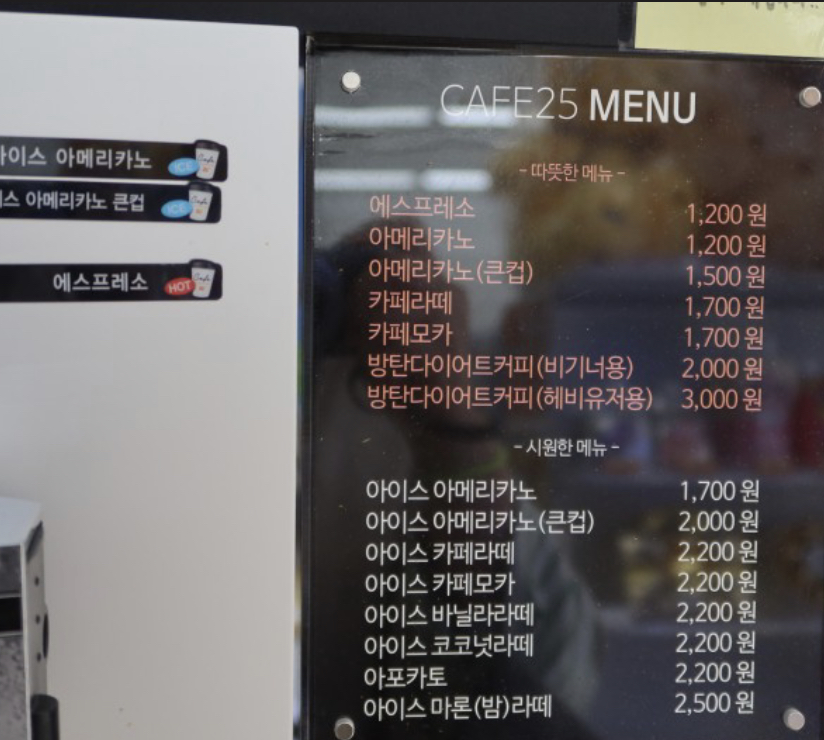 아이스 아메리카노
ICE
아메리카노 큰컵
ICE
에스프레소
HOT
CAFE25 MENU
- 따뜻한 메뉴 -
에스프레소 1,200 원
아메리카노 1,200 원
아메리카노(큰컵) 1,500 원
카페라떼 1,700 원
카페모카 1,700 원
방탄다이어트커피(비기너용) 2,000 원
방탄다이어트커피(헤비유저용) 3,000 원
- 시원한 메뉴 -
아이스 아메리카노 1,700 원
아이스 아메리카노(큰컵) 2,000 원
아이스 카페라떼 2,200 원
아이스 카페모카 2,200 원
아이스 바닐라라떼 2,200 원
아이스 코코넛라떼 2,200 원
아포카토 2,200 원
아이스 마론(밤)라떼 2,500 원